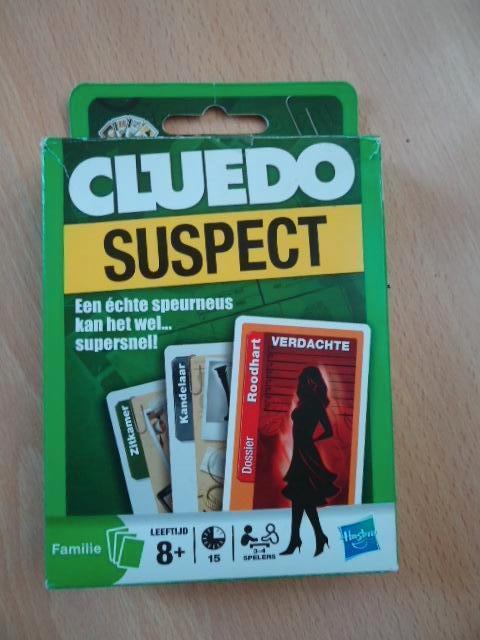 CLUEDO
SUSPECT
Een échte speurneus
kan het wel...
supersnel!
Zitkamer
Kandelaar
Dossier Roodhart
VERDACHTE
Familie
LEEFTIJD
8+
15
3-4
SPELERS
Hasbro